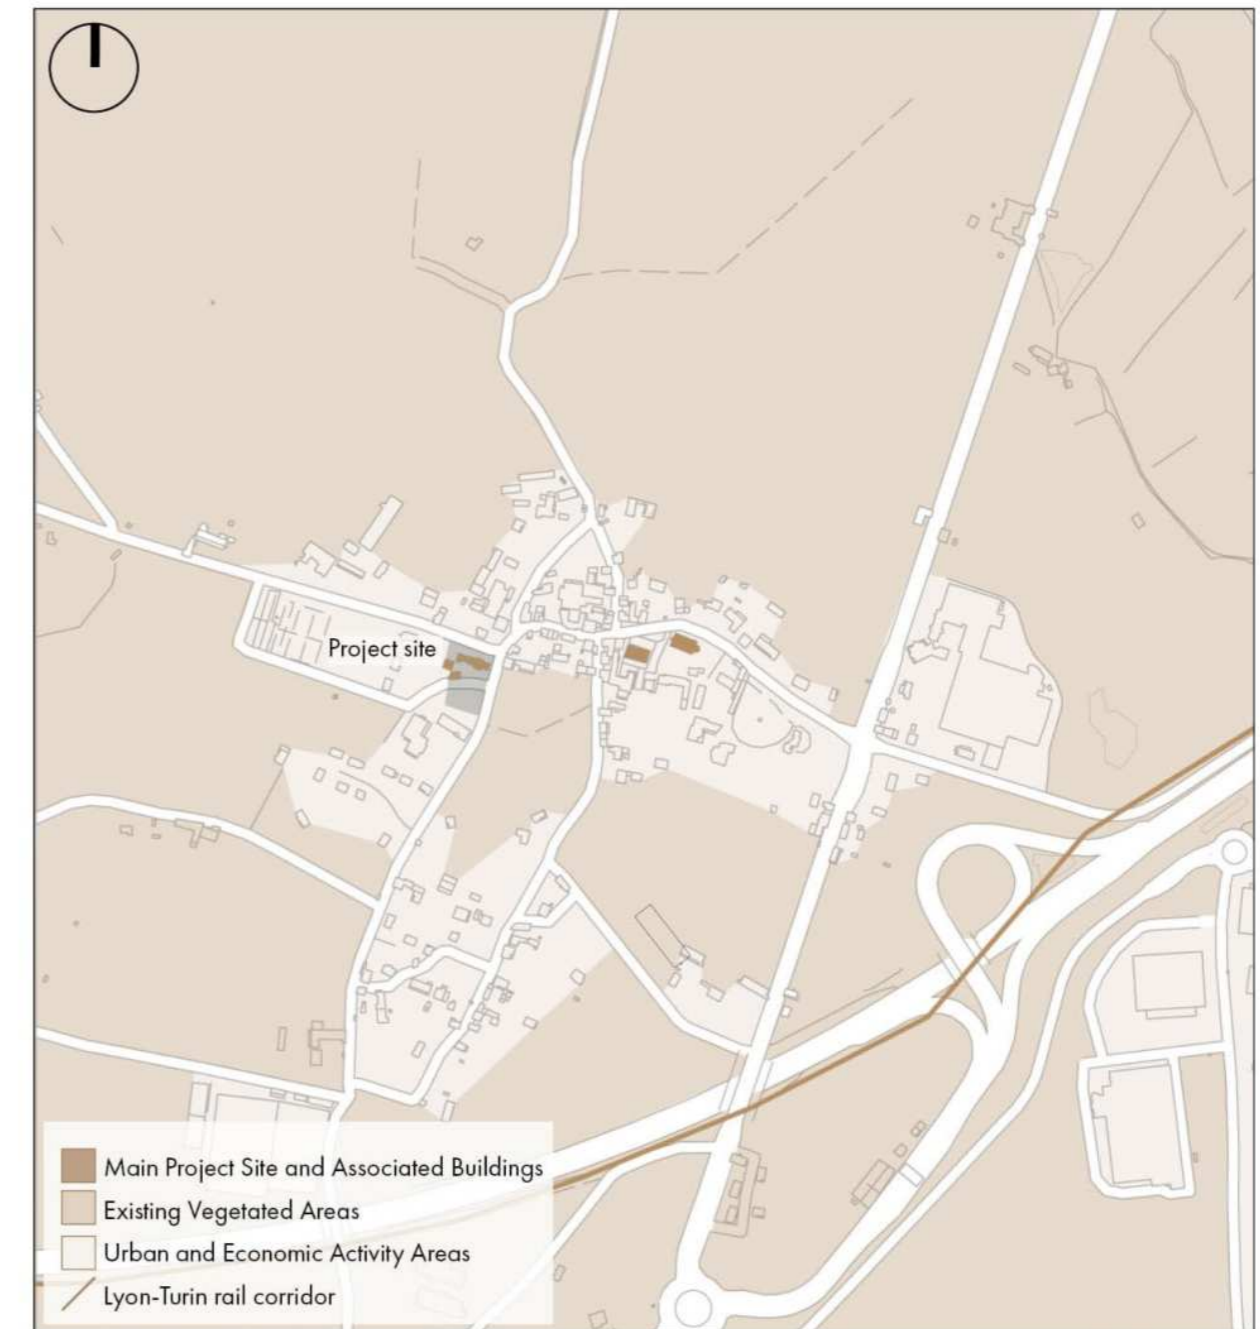 Project site
Main Project Site and Associated Buildings
Existing Vegetated Areas
Urban and Economic Activity Areas
Lyon-Turin rail corridor